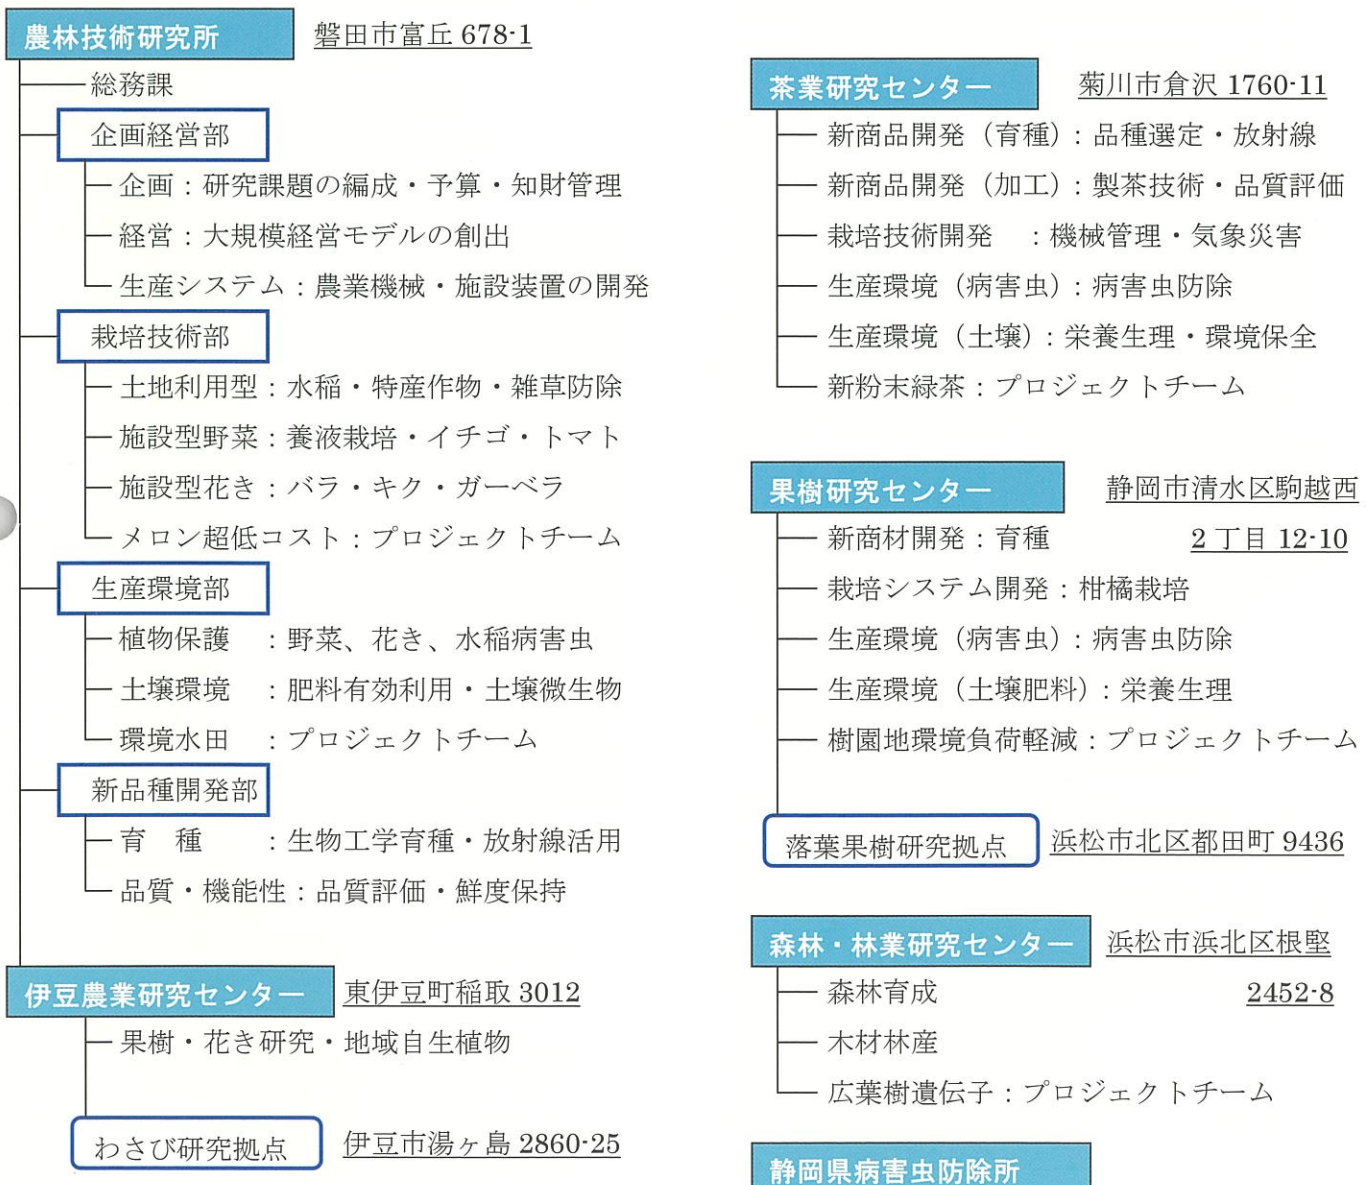 農林技術研究所　磐田市富丘 678-1
総務課
企画経営部
企画：研究課題の編成・予算・知財管理
経営：大規模経営モデルの創出
生産システム：農業機械・施設装置の開発
栽培技術部
土地利用型：水稲・特産作物・雑草防除
施設型野菜：養液栽培・イチゴ・トマト
施設型花き：バラ・キク・ガーベラ
メロン超低コスト：プロジェクトチーム
生産環境部
植物保護　：野菜、花き、水稲病害虫
土壌環境　：肥料有効利用・土壌微生物
環境水田　：プロジェクトチーム
新品種開発部
育　種　　：生物工学育種・放射線活用
品質・機能性：品質評価・鮮度保持
伊豆農業研究センター　東伊豆町稲取 3012
果樹・花き研究・地域自生植物
わさび研究拠点　伊豆市湯ヶ島 2860-25
茶業研究センター　菊川市倉沢 1760-11
新商品開発（育種）：品種選定・放射線
新商品開発（加工）：製茶技術・品質評価
栽培技術開発　：機械管理・気象災害
生産環境（病害虫）：病害虫防除
生産環境（土壌）：栄養生理・環境保全
新粉末緑茶：プロジェクトチーム
果樹研究センター　静岡市清水区駒越西
新商材開発：育種　2 丁目 12-10
栽培システム開発：柑橘栽培
生産環境（病害虫）：病害虫防除
生産環境（土壌肥料）：栄養生理
樹園地環境負荷軽減：プロジェクトチーム
落葉果樹研究拠点　浜松市北区都田町 9436
森林・林業研究センター　浜松市浜北区根堅
森林育成　2452-8
木材林産
広葉樹遺伝子：プロジェクトチーム
静岡県病害虫防除所